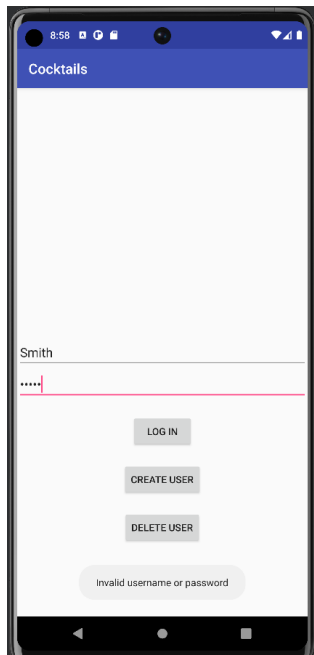 8:58
Cocktails
Smith
•••••
LOG IN
CREATE USER
DELETE USER
Invalid username or password